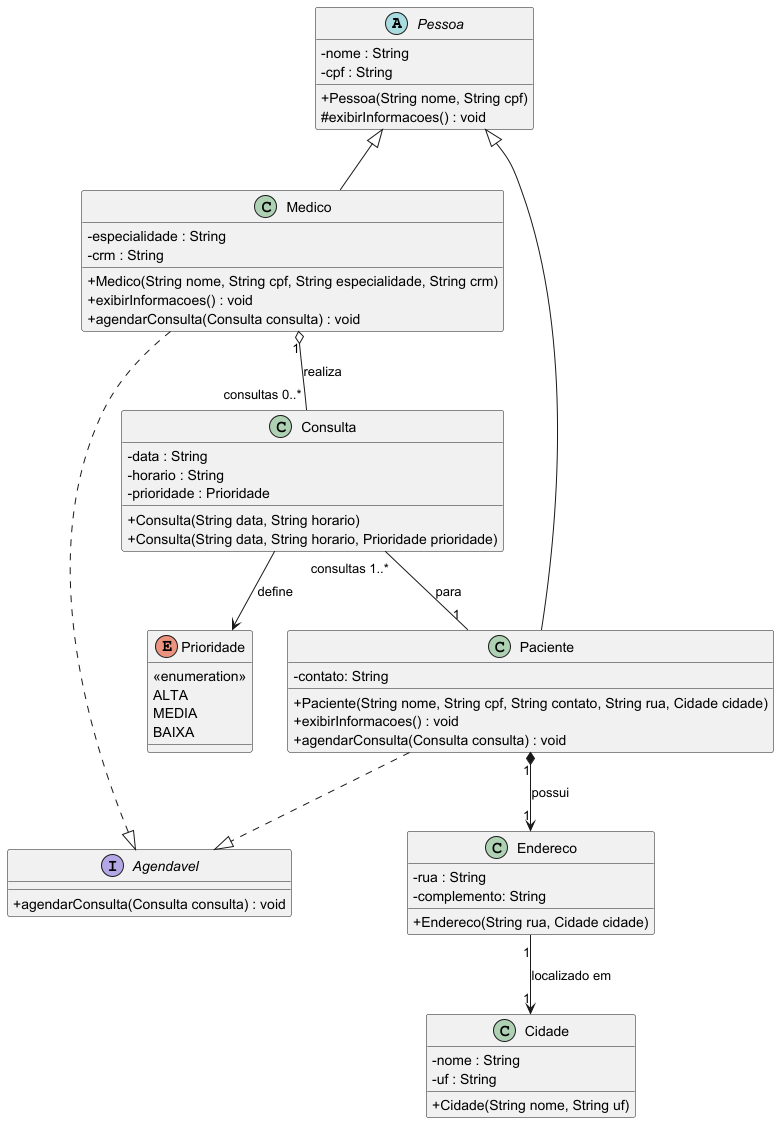 A Pessoa
-nome : String
-cpf : String
+Pessoa(String nome, String cpf)
#exibirInformacoes() : void
C Medico
-especialidade : String
-crm : String
+Medico(String nome, String cpf, String especialidade, String crm)
+exibirInformacoes() : void
+agendarConsulta(Consulta consulta) : void
1
realiza
consultas 0..*
C Consulta
-data : String
-horario : String
-prioridade : Prioridade
+Consulta(String data, String horario)
+Consulta(String data, String horario, Prioridade prioridade)
consultas 1..*
define
para
1
E Prioridade
«enumeration»
ALTA
MEDIA
BAIXA
C Paciente
-contato: String
+Paciente(String nome, String cpf, String contato, String rua, Cidade cidade)
+exibirInformacoes() : void
+agendarConsulta(Consulta consulta) : void
1
possui
1
I Agendavel
+agendarConsulta(Consulta consulta) : void
C Endereco
-rua : String
-complemento: String
+Endereco(String rua, Cidade cidade)
1
localizado em
1
C Cidade
-nome : String
-uf : String
+Cidade(String nome, String uf)